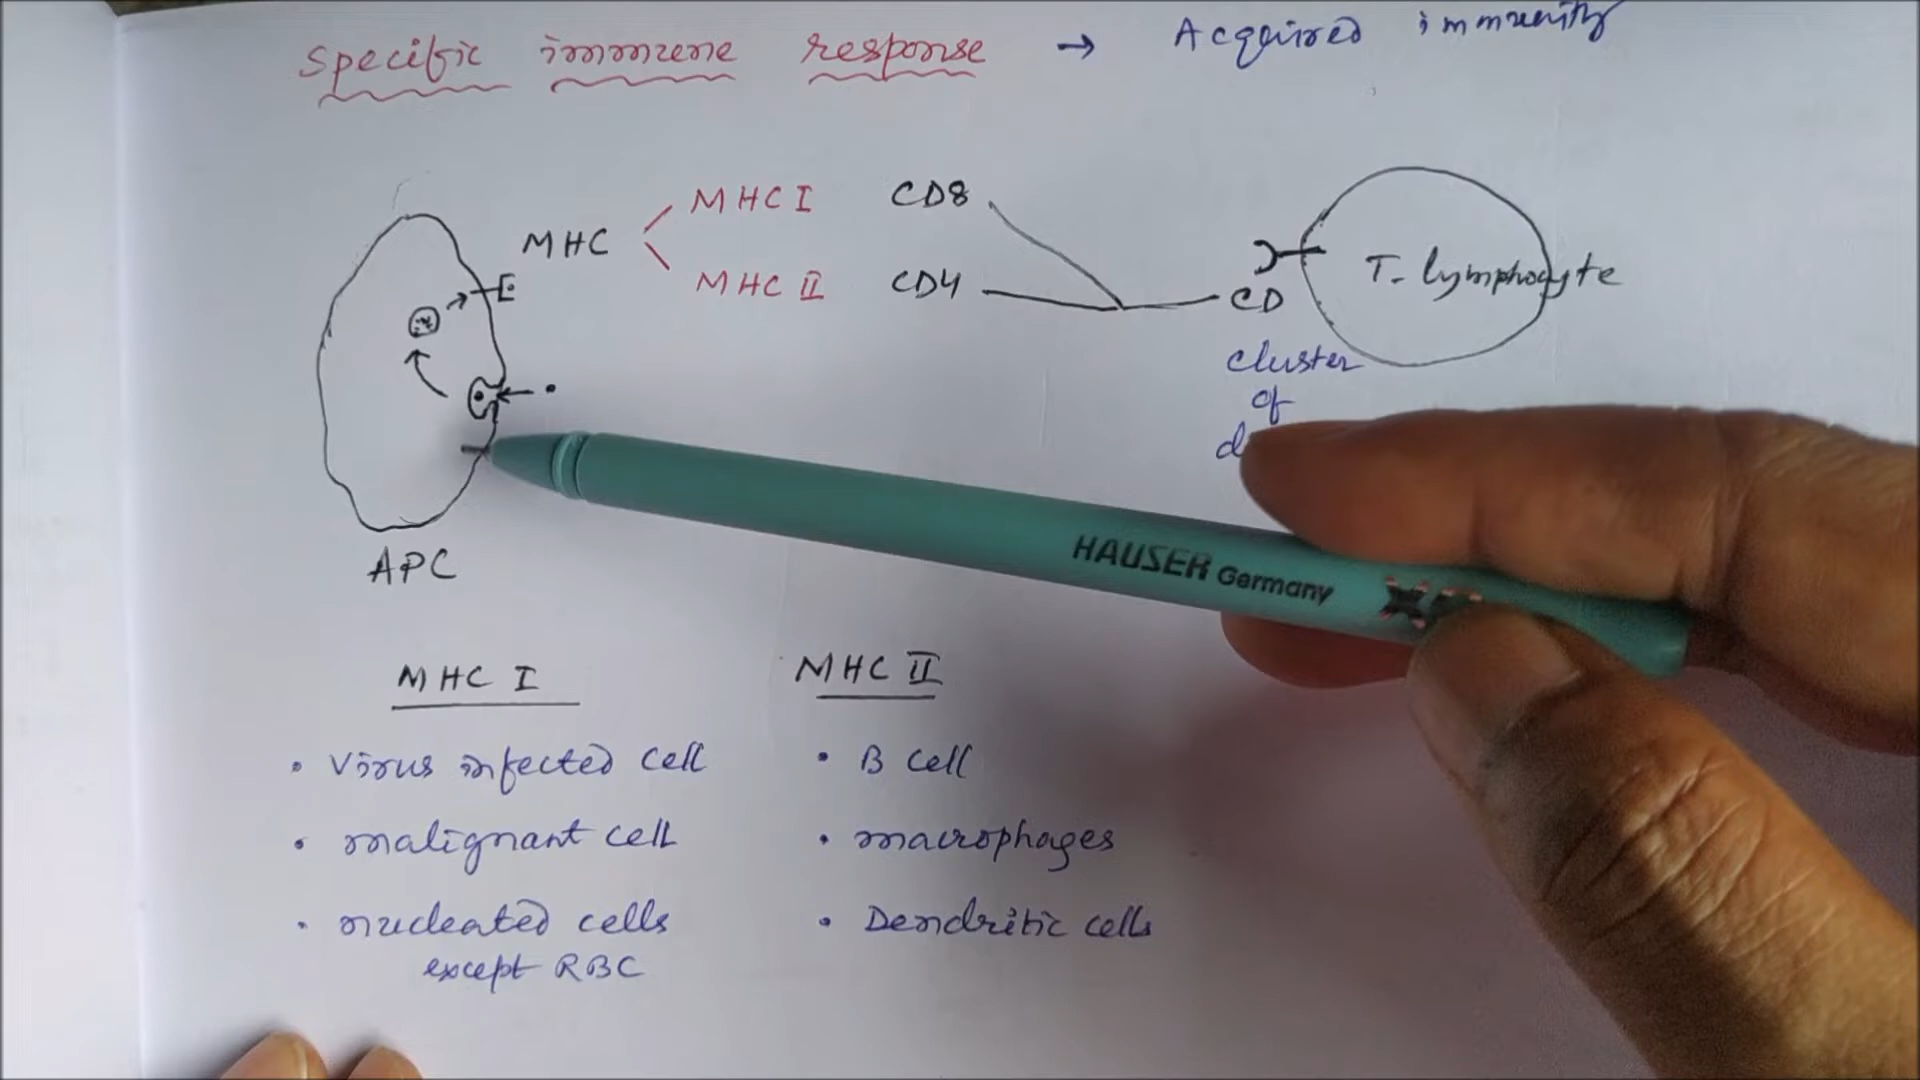 Specific immune response → Acquired immunity
MHC
MHC I CD8
MHC II CD4
CD
T. lymphocyte
cluster
of
APC
HAUSER Germany
MHC I
• Virus infected cell
• malignant cell
• nucleated cells
except RBC
MHC II
• B cell
• macrophages
• Dendritic cells